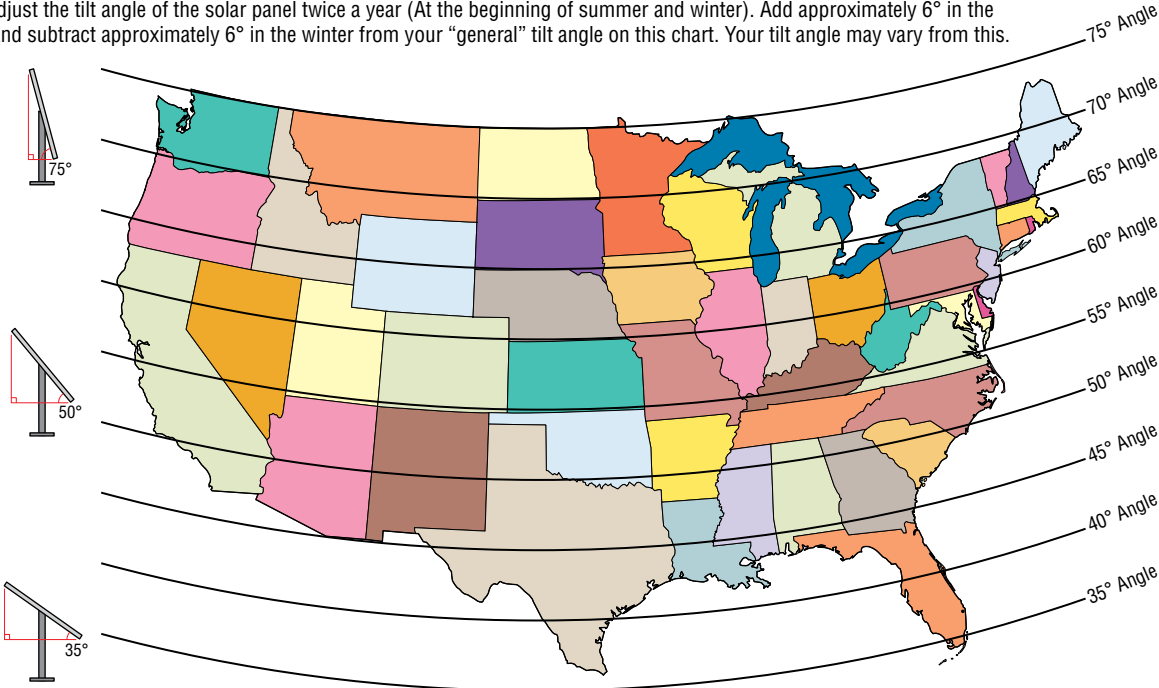 djust the tilt angle of the solar panel twice a year (At the beginning of summer and winter). Add approximately 6° in the
nd subtract approximately 6° in the winter from your “general” tilt angle on this chart. Your tilt angle may vary from this.
75° Angle
70° Angle
65° Angle
60° Angle
55° Angle
50° Angle
45° Angle
40° Angle
35° Angle
75°
50°
35°